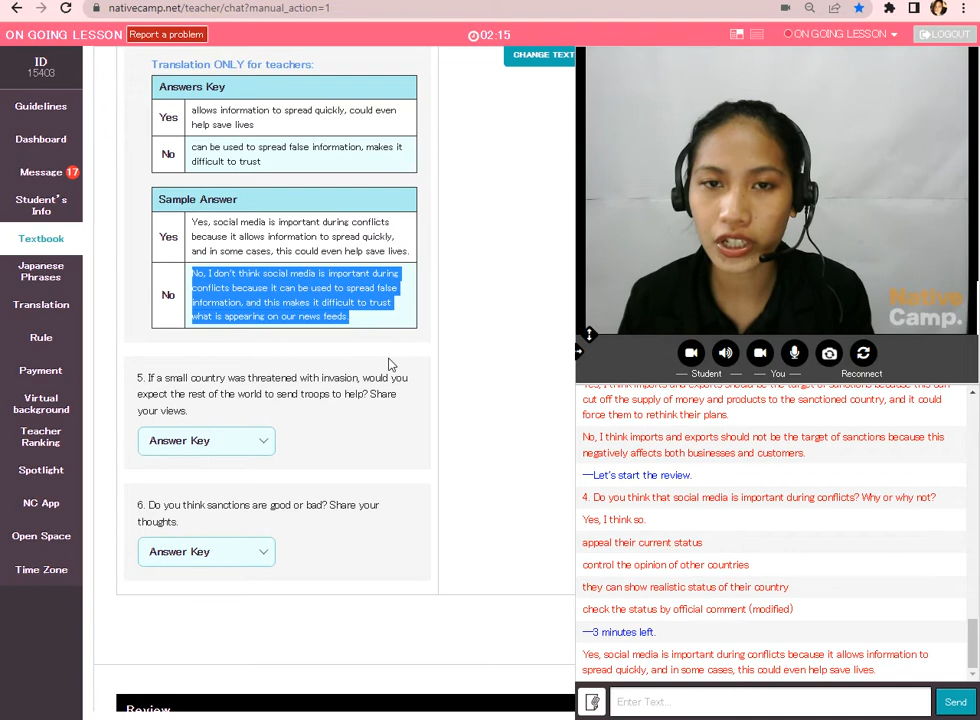 nativecamp.net/teacher/chat?manual_action=1
ON GOING LESSON
Report a problem
02:15
ON GOING LESSON
LOGOUT
ID
15403
Guidelines
Dashboard
Message 17
Student's
Info
Textbook
Japanese
Phrases
Translation
Rule
Payment
Virtual
background
Teacher
Ranking
Spotlight
NC App
Open Space
Time Zone
Translation ONLY for teachers:
Answers Key
Yes
allows information to spread quickly, could even
help save lives
No
can be used to spread false information, makes it
difficult to trust
Sample Answer
Yes
Yes, social media is important during conflicts
because it allows information to spread quickly,
and in some cases, this could even help save lives.
No
No, I don't think social media is important during
conflicts because it can be used to spread false
information, and this makes it difficult to trust
what is appearing on our news feeds.
5. If a small country was threatened with invasion, would you
expect the rest of the world to send troops to help? Share
your views.
Answer Key
6. Do you think sanctions are good or bad? Share your
thoughts.
Answer Key
Review
CHANGE TEXT
Native
Camp.
Student
You
Reconnect
Yes, I think imports and exports should be the target of sanctions because this can
cut off the supply of money and products to the sanctioned country, and it could
force them to rethink their plans.
No, I think imports and exports should not be the target of sanctions because this
negatively affects both businesses and customers.
—Let's start the review.
4. Do you think that social media is important during conflicts? Why or why not?
Yes, I think so.
appeal their current status
control the opinion of other countries
they can show realistic status of their country
check the status by official comment (modified)
—3 minutes left.
Yes, social media is important during conflicts because it allows information to
spread quickly, and in some cases, this could even help save lives.
Enter Text...
Send